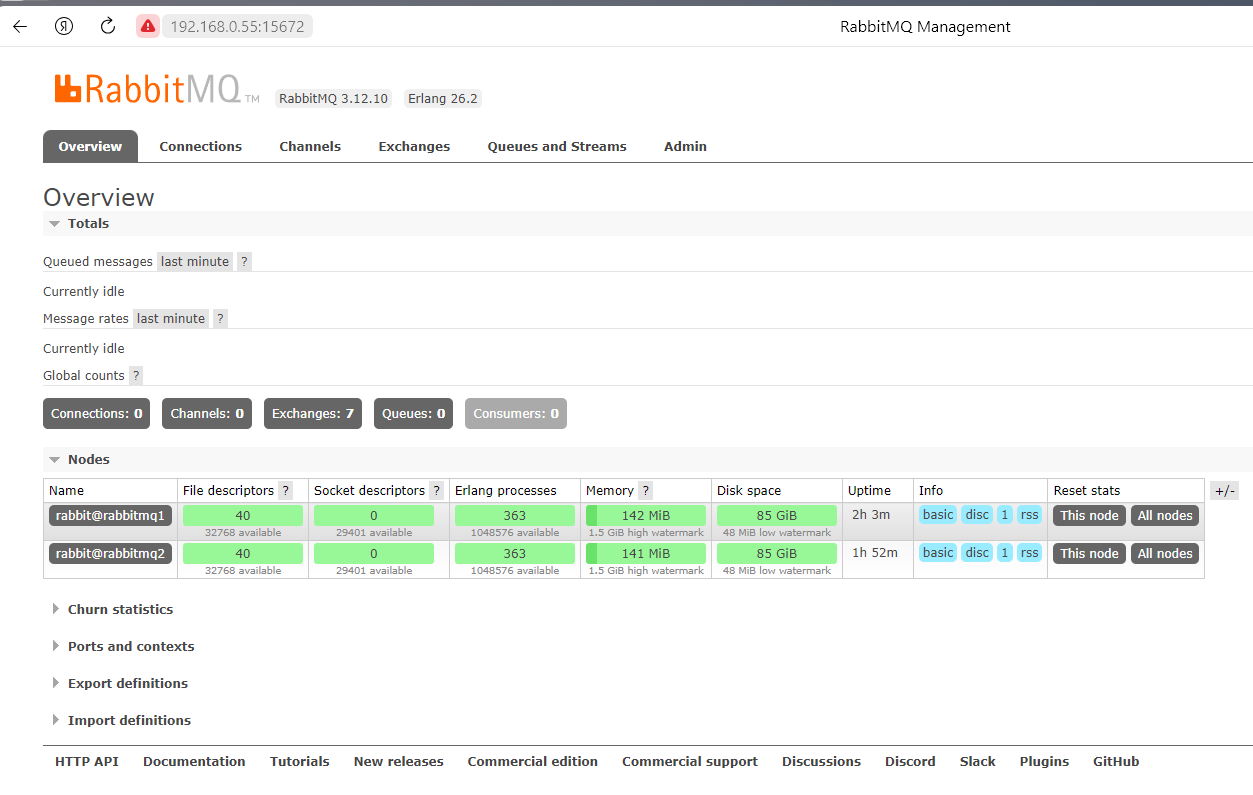 Я 192.168.0.55:15672 RabbitMQ Management
RabbitMQ TM RabbitMQ 3.12.10 Erlang 26.2
Overview Connections Channels Exchanges Queues and Streams Admin
Overview
Totals
Queued messages last minute ?
Currently idle
Message rates last minute ?
Currently idle
Global counts ?
Connections: 0 Channels: 0 Exchanges: 7 Queues: 0 Consumers: 0
Nodes
Name File descriptors ? Socket descriptors ? Erlang processes Memory ? Disk space Uptime Info Reset stats +/-
rabbit@rabbitmq1 40 0 363 142 MiB 85 GiB 2h 3m basic disc 1 rss This node All nodes
32768 available 29401 available 1048576 available 1.5 GiB high watermark 48 MiB low watermark
rabbit@rabbitmq2 40 0 363 141 MiB 85 GiB 1h 52m basic disc 1 rss This node All nodes
32768 available 29401 available 1048576 available 1.5 GiB high watermark 48 MiB low watermark
Churn statistics
Ports and contexts
Export definitions
Import definitions
HTTP API Documentation Tutorials New releases Commercial edition Commercial support Discussions Discord Slack Plugins GitHub